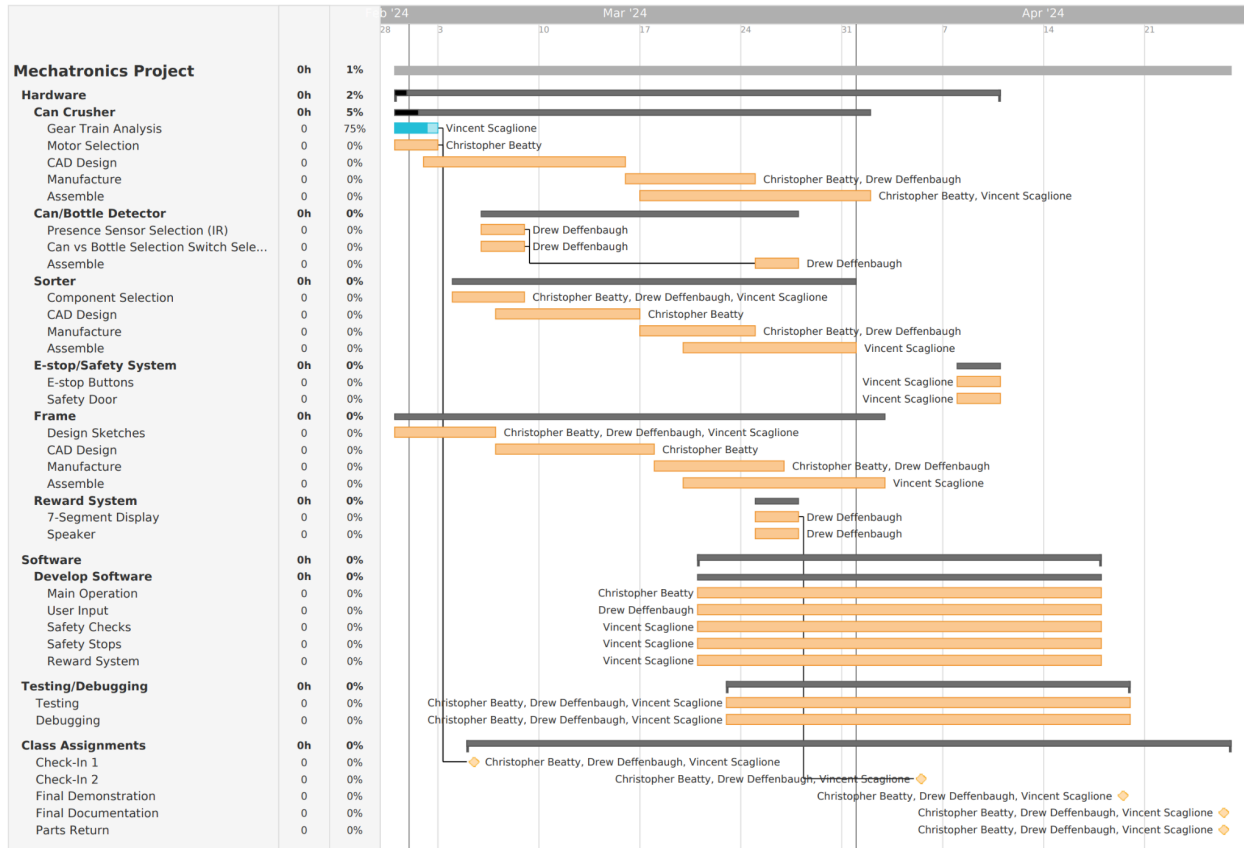 Feb '24 Mar '24 Apr '24
28 3 10 17 24 31 7 14 21
Mechatronics Project 0h 1%
Hardware 0h 2%
Can Crusher 0h 5%
Gear Train Analysis 0 75% Vincent Scaglione
Motor Selection 0 0% Christopher Beatty
CAD Design 0 0%
Manufacture 0 0% Christopher Beatty, Drew Deffenbaugh
Assemble 0 0% Christopher Beatty, Vincent Scaglione
Can/Bottle Detector 0h 0%
Presence Sensor Selection (IR) 0 0% Drew Deffenbaugh
Can vs Bottle Selection Switch Sele... 0 0% Drew Deffenbaugh
Assemble 0 0% Drew Deffenbaugh
Sorter 0h 0%
Component Selection 0 0% Christopher Beatty, Drew Deffenbaugh, Vincent Scaglione
CAD Design 0 0% Christopher Beatty
Manufacture 0 0% Christopher Beatty, Drew Deffenbaugh
Assemble 0 0% Vincent Scaglione
E-stop/Safety System 0h 0%
E-stop Buttons 0 0% Vincent Scaglione
Safety Door 0 0% Vincent Scaglione
Frame 0h 0%
Design Sketches 0 0% Christopher Beatty, Drew Deffenbaugh, Vincent Scaglione
CAD Design 0 0% Christopher Beatty
Manufacture 0 0% Christopher Beatty, Drew Deffenbaugh
Assemble 0 0% Vincent Scaglione
Reward System 0h 0%
7-Segment Display 0 0% Drew Deffenbaugh
Speaker 0 0% Drew Deffenbaugh
Software 0h 0%
Develop Software 0h 0%
Main Operation 0 0% Christopher Beatty
User Input 0 0% Drew Deffenbaugh
Safety Checks 0 0% Vincent Scaglione
Safety Stops 0 0% Vincent Scaglione
Reward System 0 0% Vincent Scaglione
Testing/Debugging 0h 0%
Testing 0 0% Christopher Beatty, Drew Deffenbaugh, Vincent Scaglione
Debugging 0 0% Christopher Beatty, Drew Deffenbaugh, Vincent Scaglione
Class Assignments 0h 0%
Check-In 1 0 0% Christopher Beatty, Drew Deffenbaugh, Vincent Scaglione
Check-In 2 0 0% Christopher Beatty, Drew Deffenbaugh, Vincent Scaglione
Final Demonstration 0 0% Christopher Beatty, Drew Deffenbaugh, Vincent Scaglione
Final Documentation 0 0% Christopher Beatty, Drew Deffenbaugh, Vincent Scaglione
Parts Return 0 0% Christopher Beatty, Drew Deffenbaugh, Vincent Scaglione